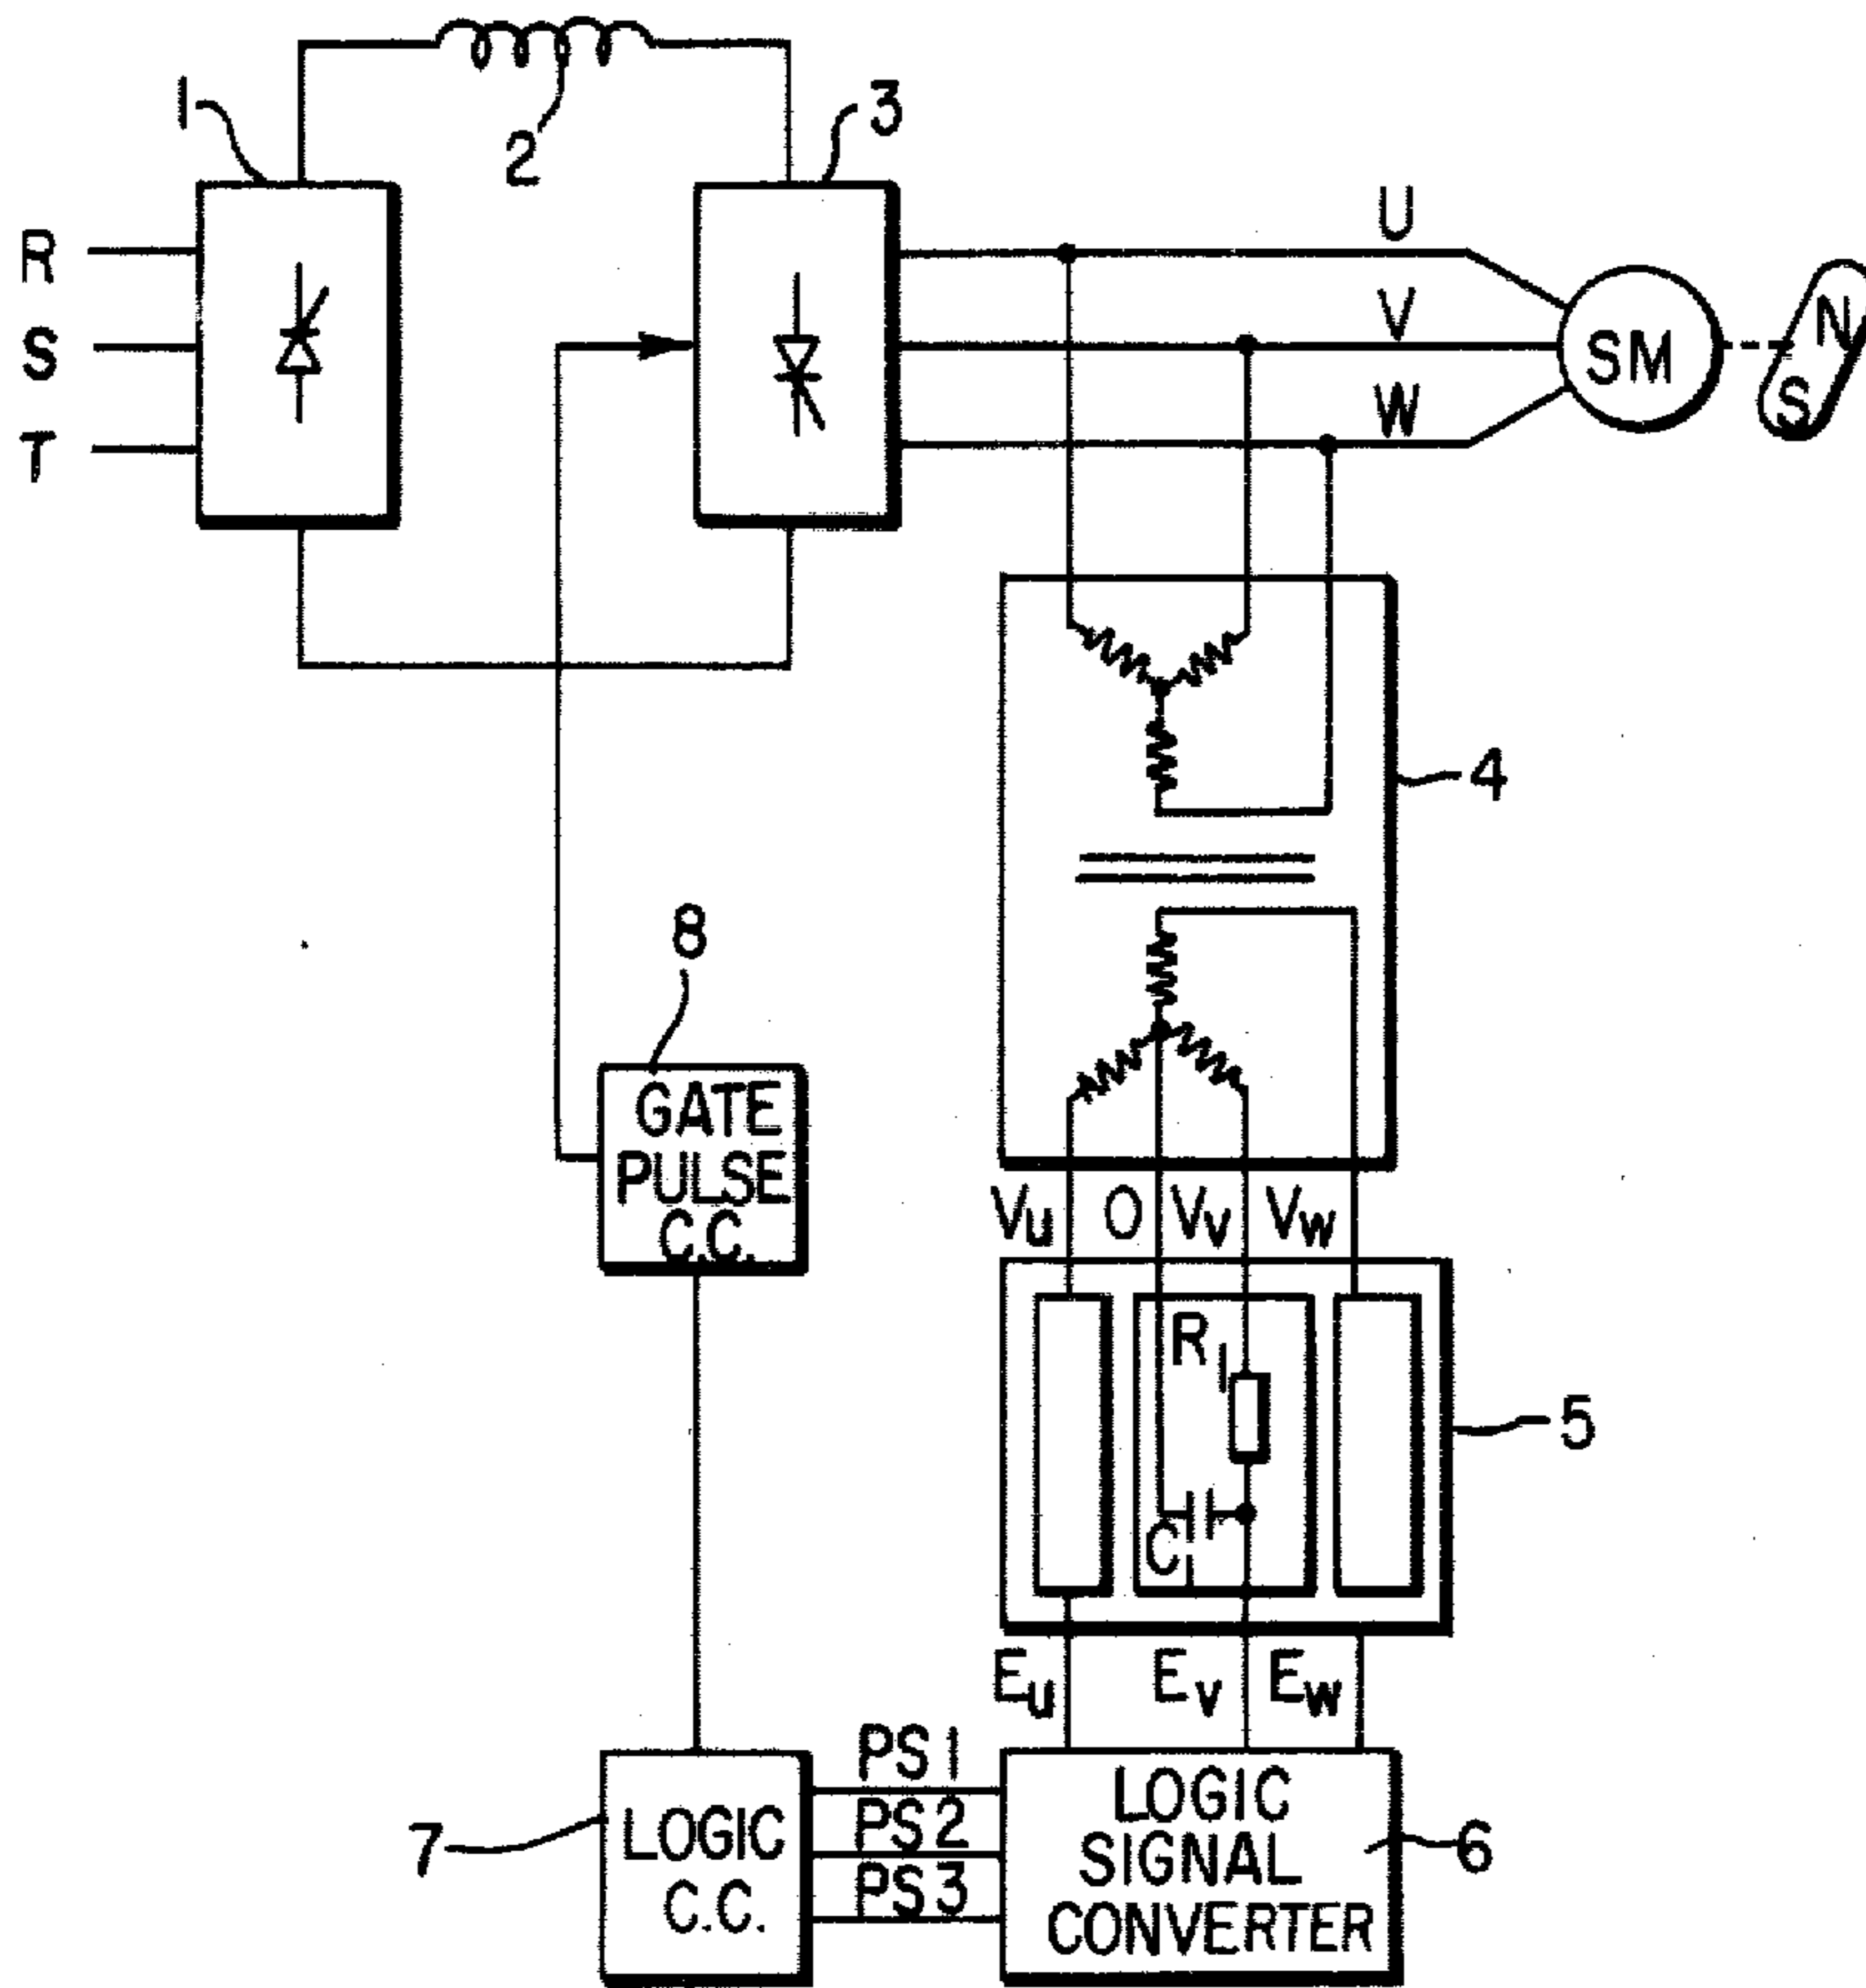 1
2
3
R
S
T
U
V
W
SM
N
S
4
8
GATE
PULSE
C.C.
Vu O Vv Vw
R1
C1
5
Eu Ev Ew
PS1
PS2
PS3
7
LOGIC
C.C.
LOGIC
SIGNAL
CONVERTER
6